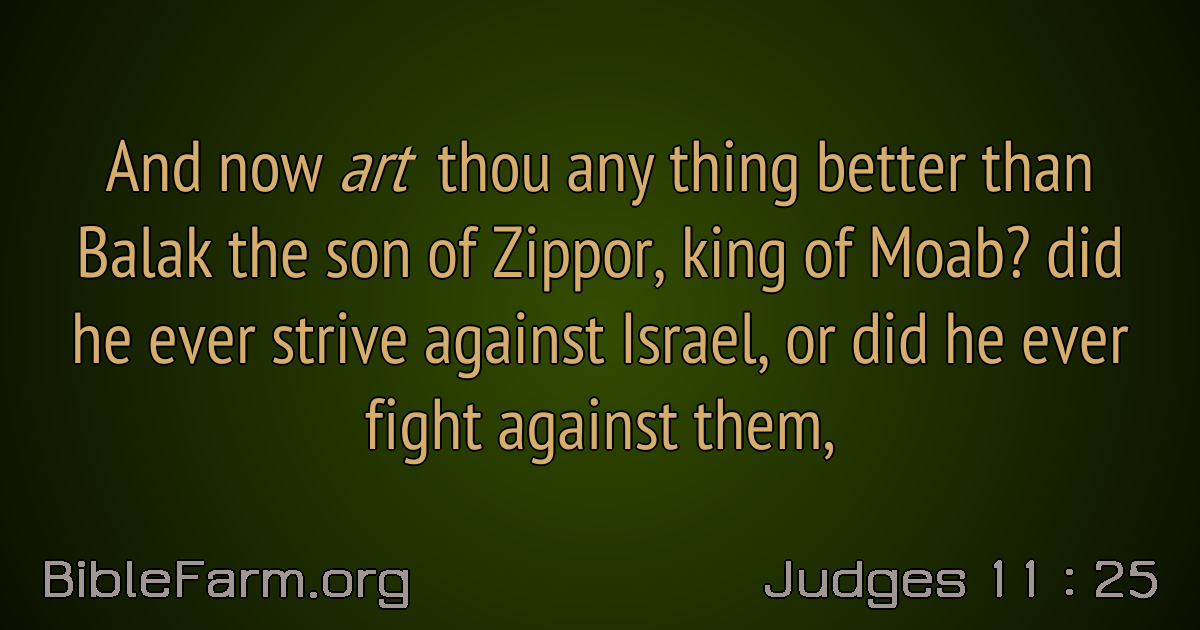 And now art thou any thing better than
Balak the son of Zippor, king of Moab? did
he ever strive against Israel, or did he ever
fight against them,
BibleFarm.org
Judges 11 : 25